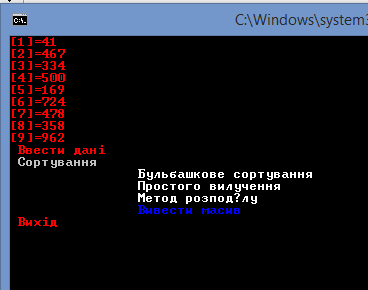 C:\Windows\system3
[1]=41
[2]=467
[3]=334
[4]=500
[5]=169
[6]=724
[7]=478
[8]=358
[9]=962
Ввести дані
Сортування
Бульбашкове сортування
Простого вилучення
Метод розпод?лу
Вивести масив
Вихід